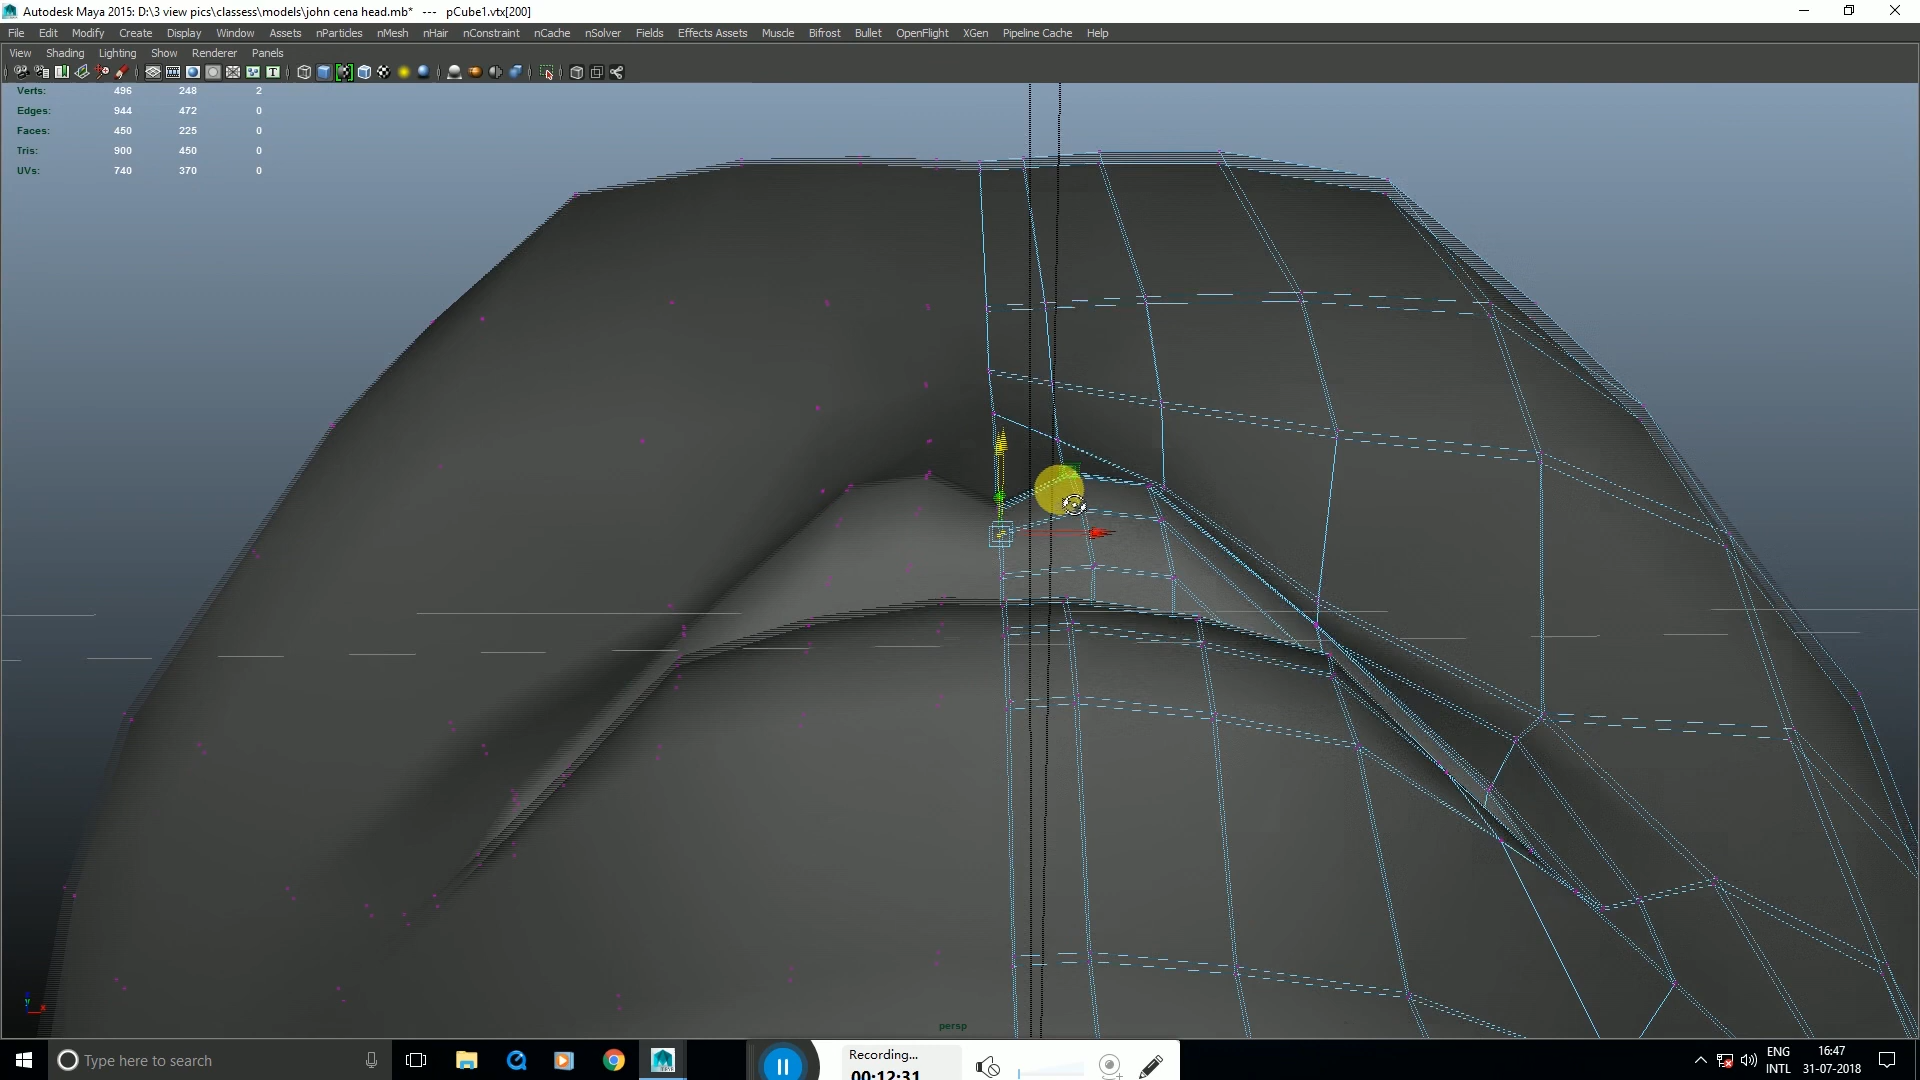 Autodesk Maya 2015: D:\3 view pics\classess\models\john cena head.mb* --- pCube1.vtx[200]
File Edit Modify Create Display Window Assets nParticles nMesh nHair nConstraint nCache nSolver Fields Effects Assets Muscle Bifrost Bullet OpenFlight XGen Pipeline Cache Help
View Shading Lighting Show Renderer Panels
Verts: 496 248 2
Edges: 944 472 0
Faces: 450 225 0
Tris: 900 450 0
UVs: 740 370 0
persp
Type here to search
Recording...
00:12:31
ENG
INTL
16:47
31-07-2018